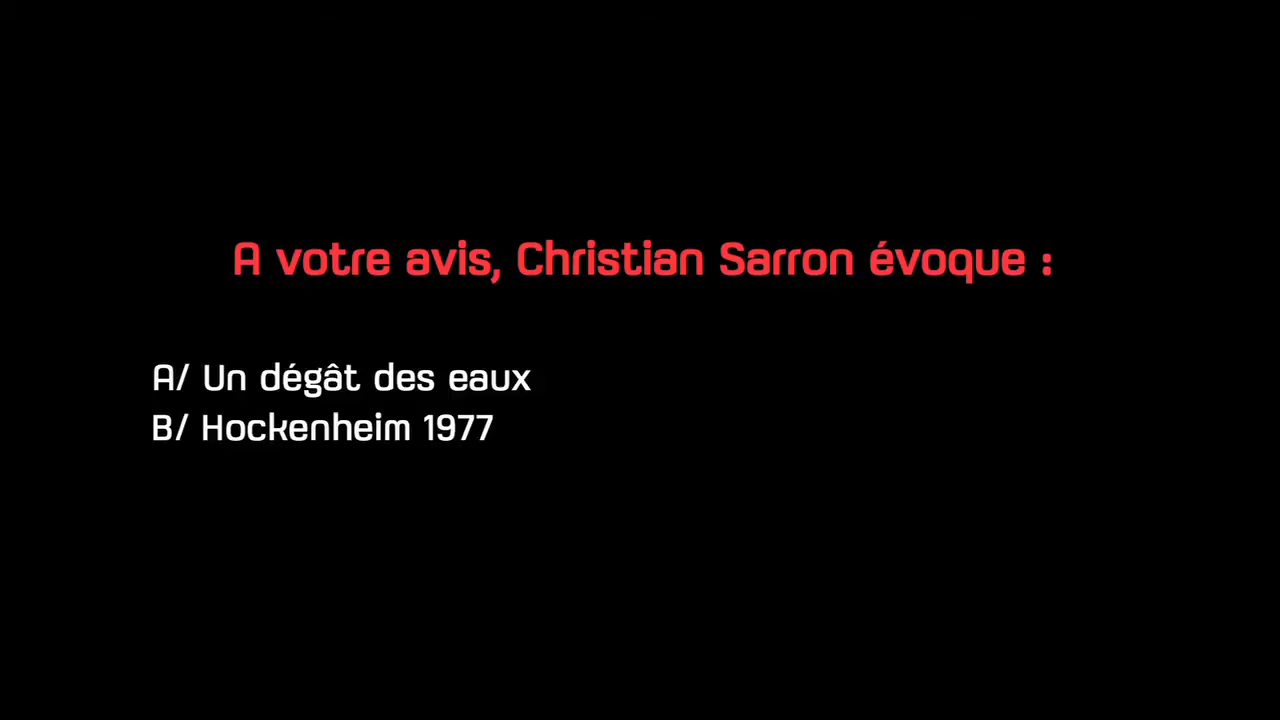 A votre avis, Christian Sarron évoque :
A/ Un dégât des eaux
B/ Hockenheim 1977